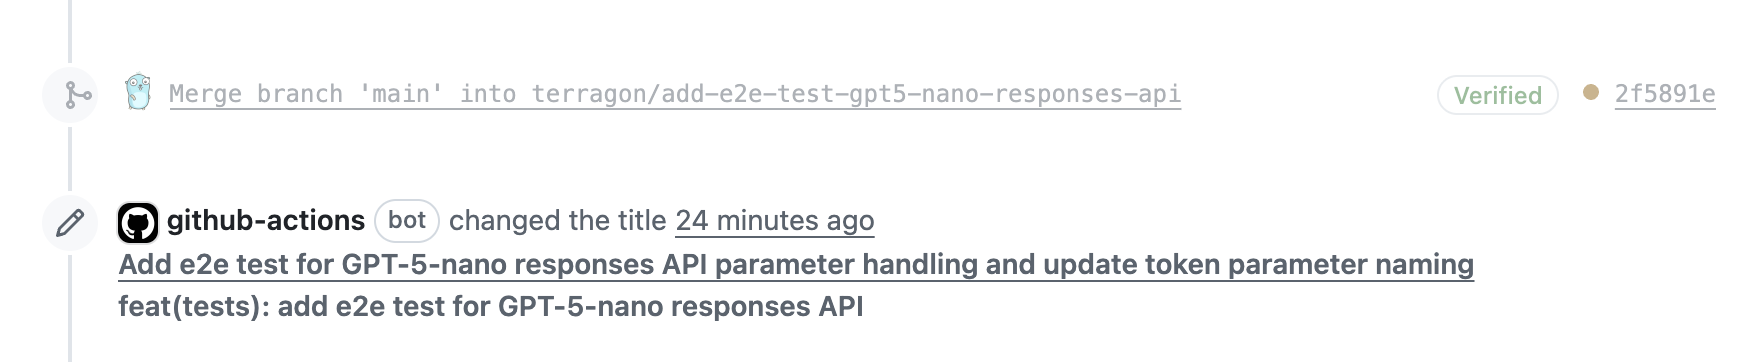 Merge branch 'main' into terragon/add-e2e-test-gpt5-nano-responses-api Verified 2f5891e
github-actions bot changed the title 24 minutes ago
Add e2e test for GPT-5-nano responses API parameter handling and update token parameter naming
feat(tests): add e2e test for GPT-5-nano responses API